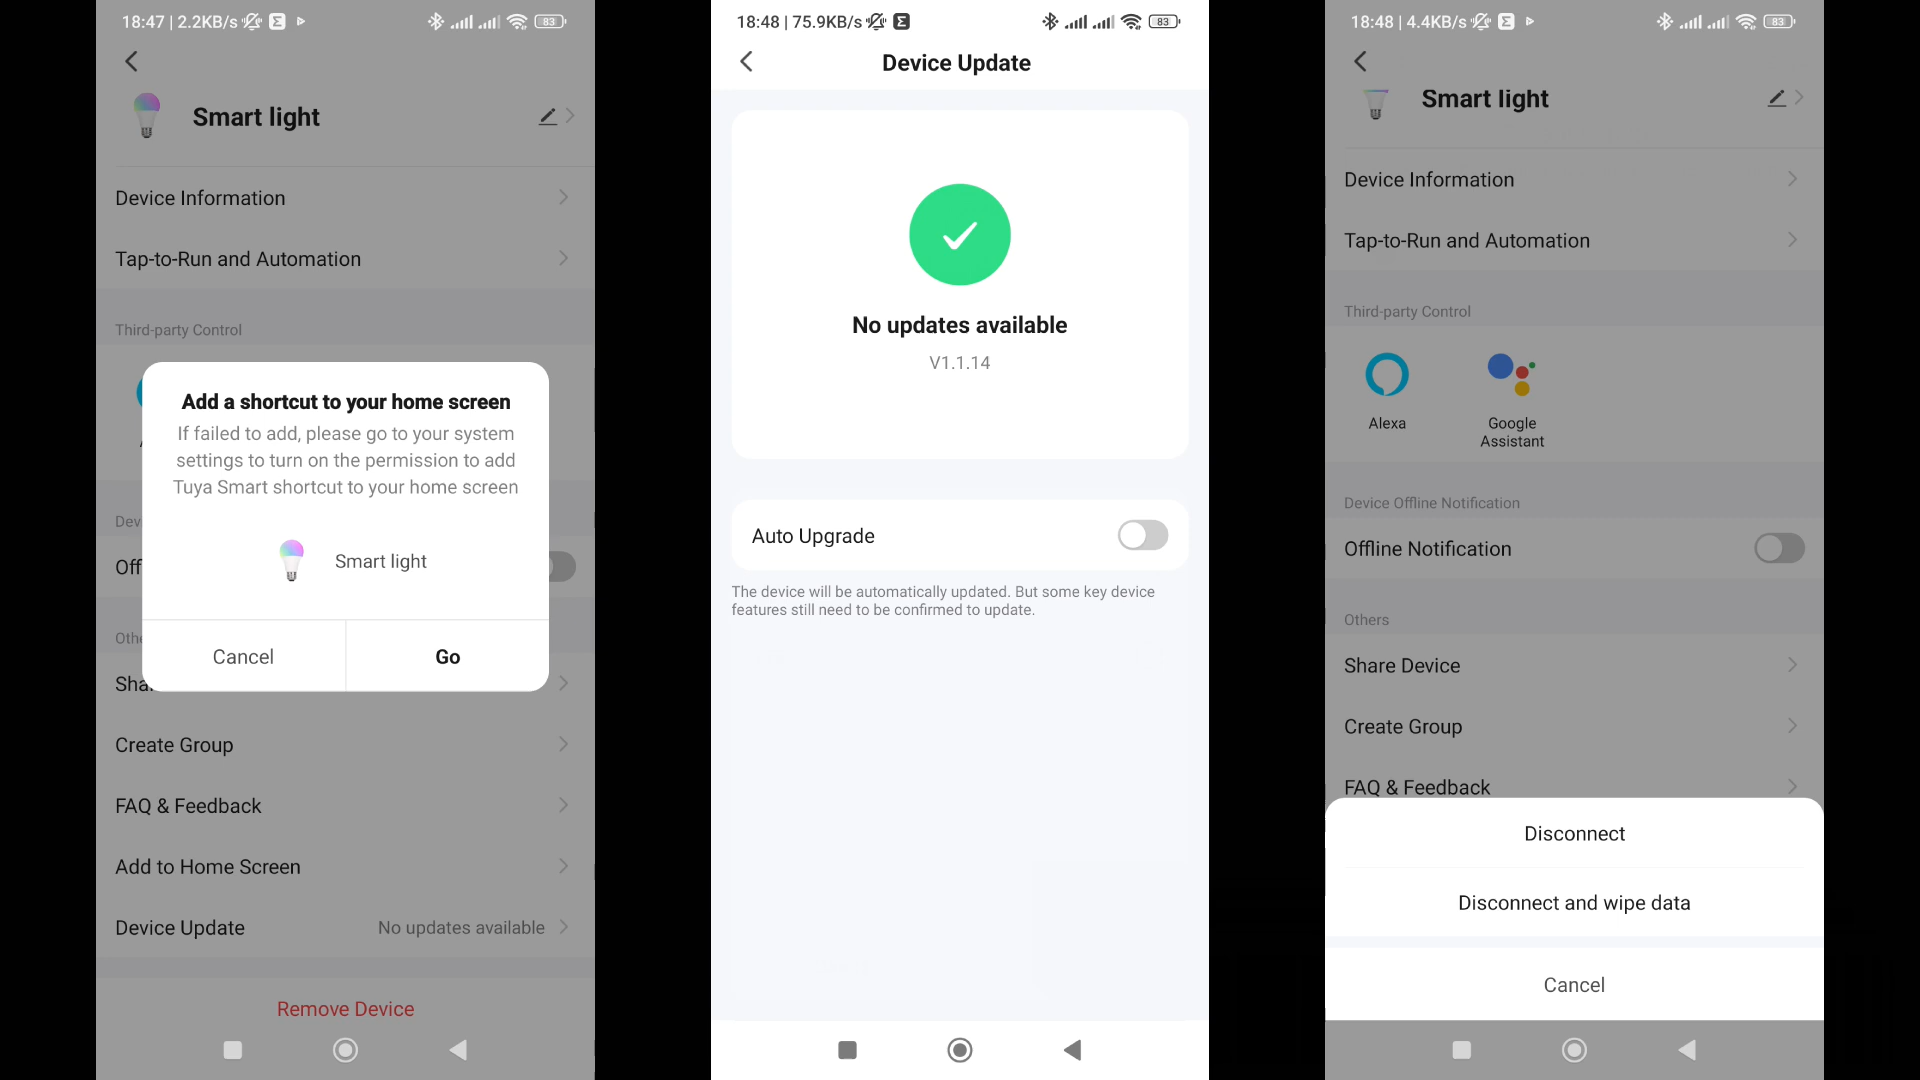 18:47 | 2.2KB/s
83
Smart light
Device Information
Tap-to-Run and Automation
Third-party Control
Add a shortcut to your home screen
If failed to add, please go to your system
settings to turn on the permission to add
Tuya Smart shortcut to your home screen
Smart light
Cancel
Go
Dev
Off
Othe
Sha
Create Group
FAQ & Feedback
Add to Home Screen
Device Update
No updates available
Remove Device
18:48 | 75.9KB/s
83
Device Update
No updates available
V1.1.14
Auto Upgrade
The device will be automatically updated. But some key device
features still need to be confirmed to update.
18:48 | 4.4KB/s
83
Smart light
Device Information
Tap-to-Run and Automation
Third-party Control
Alexa
Google
Assistant
Device Offline Notification
Offline Notification
Others
Share Device
Create Group
FAQ & Feedback
Disconnect
Disconnect and wipe data
Cancel